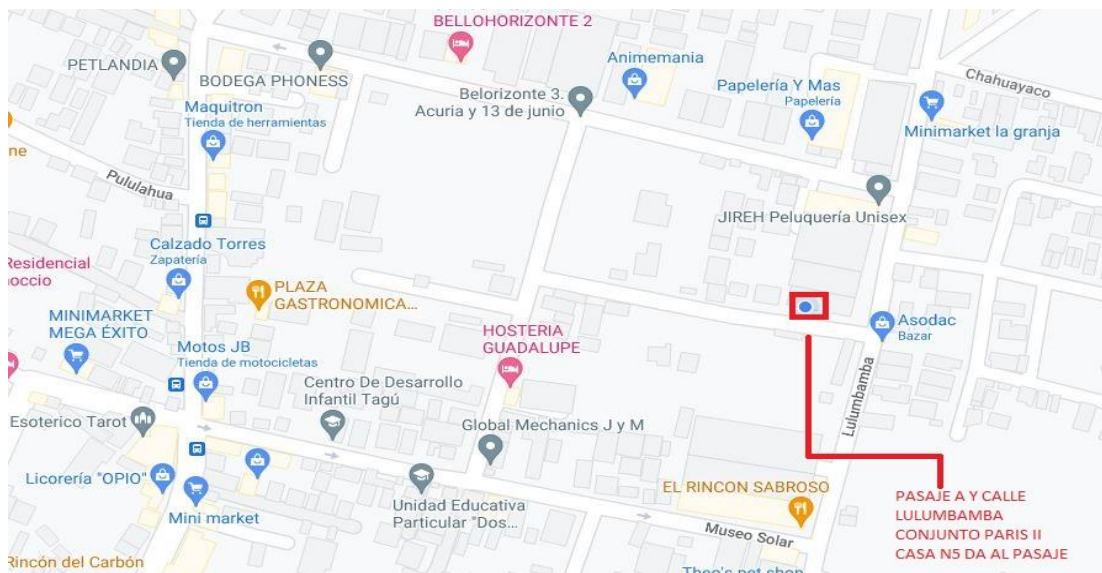 BELLOHORIZONTE 2
PETLANDIA
BODEGA PHONESS
Animemania
Chahuayaco
Belorizonte 3.
Acuria y 13 de junio
Papelería Y Mas
Papelería
Maquitron
Tienda de herramientas
Minimarket la granja
ne
Pululahua
JIREH Peluquería Unisex
Calzado Torres
Zapatería
Residencial
noccio
PLAZA
GASTRONOMICA...
MINIMARKET
MEGA ÉXITO
HOSTERIA
GUADALUPE
Asodac
Bazar
Motos JB
Tienda de motocicletas
Centro De Desarrollo
Infantil Tagú
Lulumbamba
Esoterico Tarot
Global Mechanics J y M
Licorería "OPIO"
EL RINCON SABROSO
Unidad Educativa
Particular "Dos...
Mini market
Museo Solar
PASAJE A Y CALLE
LULUMBAMBA
CONJUNTO PARIS II
CASA N5 DA AL PASAJE
Rincón del Carbón
Theo's pet shop